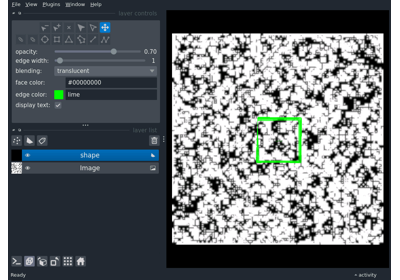 File View Plugins Window Help
layer controls
opacity: 0.70
edge width: 1
blending: translucent
face color: #00000000
edge color: lime
display text:
layer list
shape
Image
Ready
activity